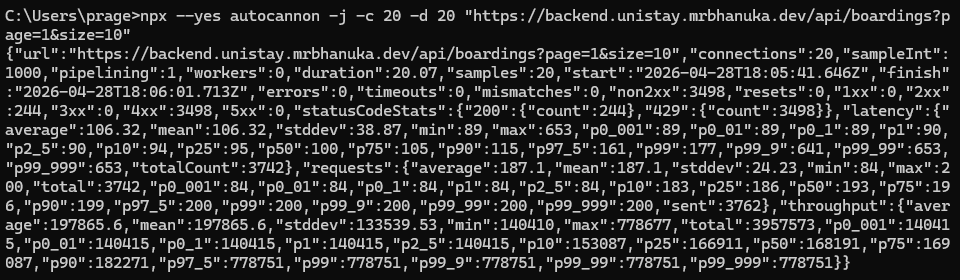 C:\Users\prage>npx --yes autocannon -j -c 20 -d 20 "https://backend.unistay.mrbhanuka.dev/api/boardings?p
age=1&size=10"
{"url":"https://backend.unistay.mrbhanuka.dev/api/boardings?page=1&size=10","connections":20,"sampleInt":
1000,"pipelining":1,"workers":0,"duration":20.07,"samples":20,"start":"2026-04-28T18:05:41.646Z","finish"
:"2026-04-28T18:06:01.713Z","errors":0,"timeouts":0,"mismatches":0,"non2xx":3498,"resets":0,"1xx":0,"2xx"
:244,"3xx":0,"4xx":3498,"5xx":0,"statusCodeStats":{"200":{"count":244},"429":{"count":3498}},"latency":{"
average":106.32,"mean":106.32,"stddev":38.87,"min":89,"max":653,"p0_001":89,"p0_01":89,"p0_1":89,"p1":90,
"p2_5":90,"p10":94,"p25":95,"p50":100,"p75":105,"p90":115,"p97_5":161,"p99":177,"p99_9":641,"p99_99":653,
"p99_999":653,"totalCount":3742},"requests":{"average":187.1,"mean":187.1,"stddev":24.23,"min":84,"max":2
00,"total":3742,"p0_001":84,"p0_01":84,"p0_1":84,"p1":84,"p2_5":84,"p10":183,"p25":186,"p50":193,"p75":19
6,"p90":199,"p97_5":200,"p99":200,"p99_9":200,"p99_99":200,"p99_999":200,"sent":3762},"throughput":{"aver
age":197865.6,"mean":197865.6,"stddev":133539.53,"min":140410,"max":778677,"total":3957573,"p0_001":14041
5,"p0_01":140415,"p0_1":140415,"p1":140415,"p2_5":140415,"p10":153087,"p25":166911,"p50":168191,"p75":169
087,"p90":182271,"p97_5":778751,"p99":778751,"p99_9":778751,"p99_99":778751,"p99_999":778751}}